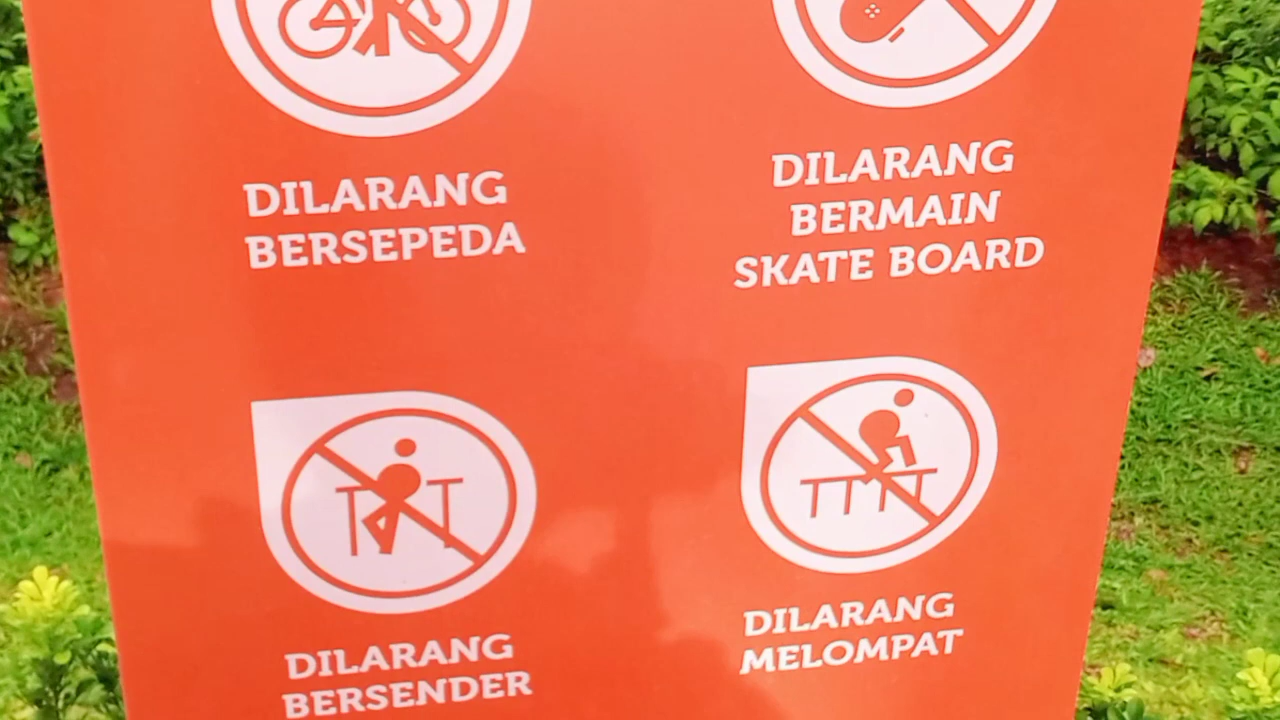 DILARANG
BERSEPEDA
DILARANG
BERMAIN
SKATE BOARD
DILARANG
BERSENDER
DILARANG
MELOMPAT